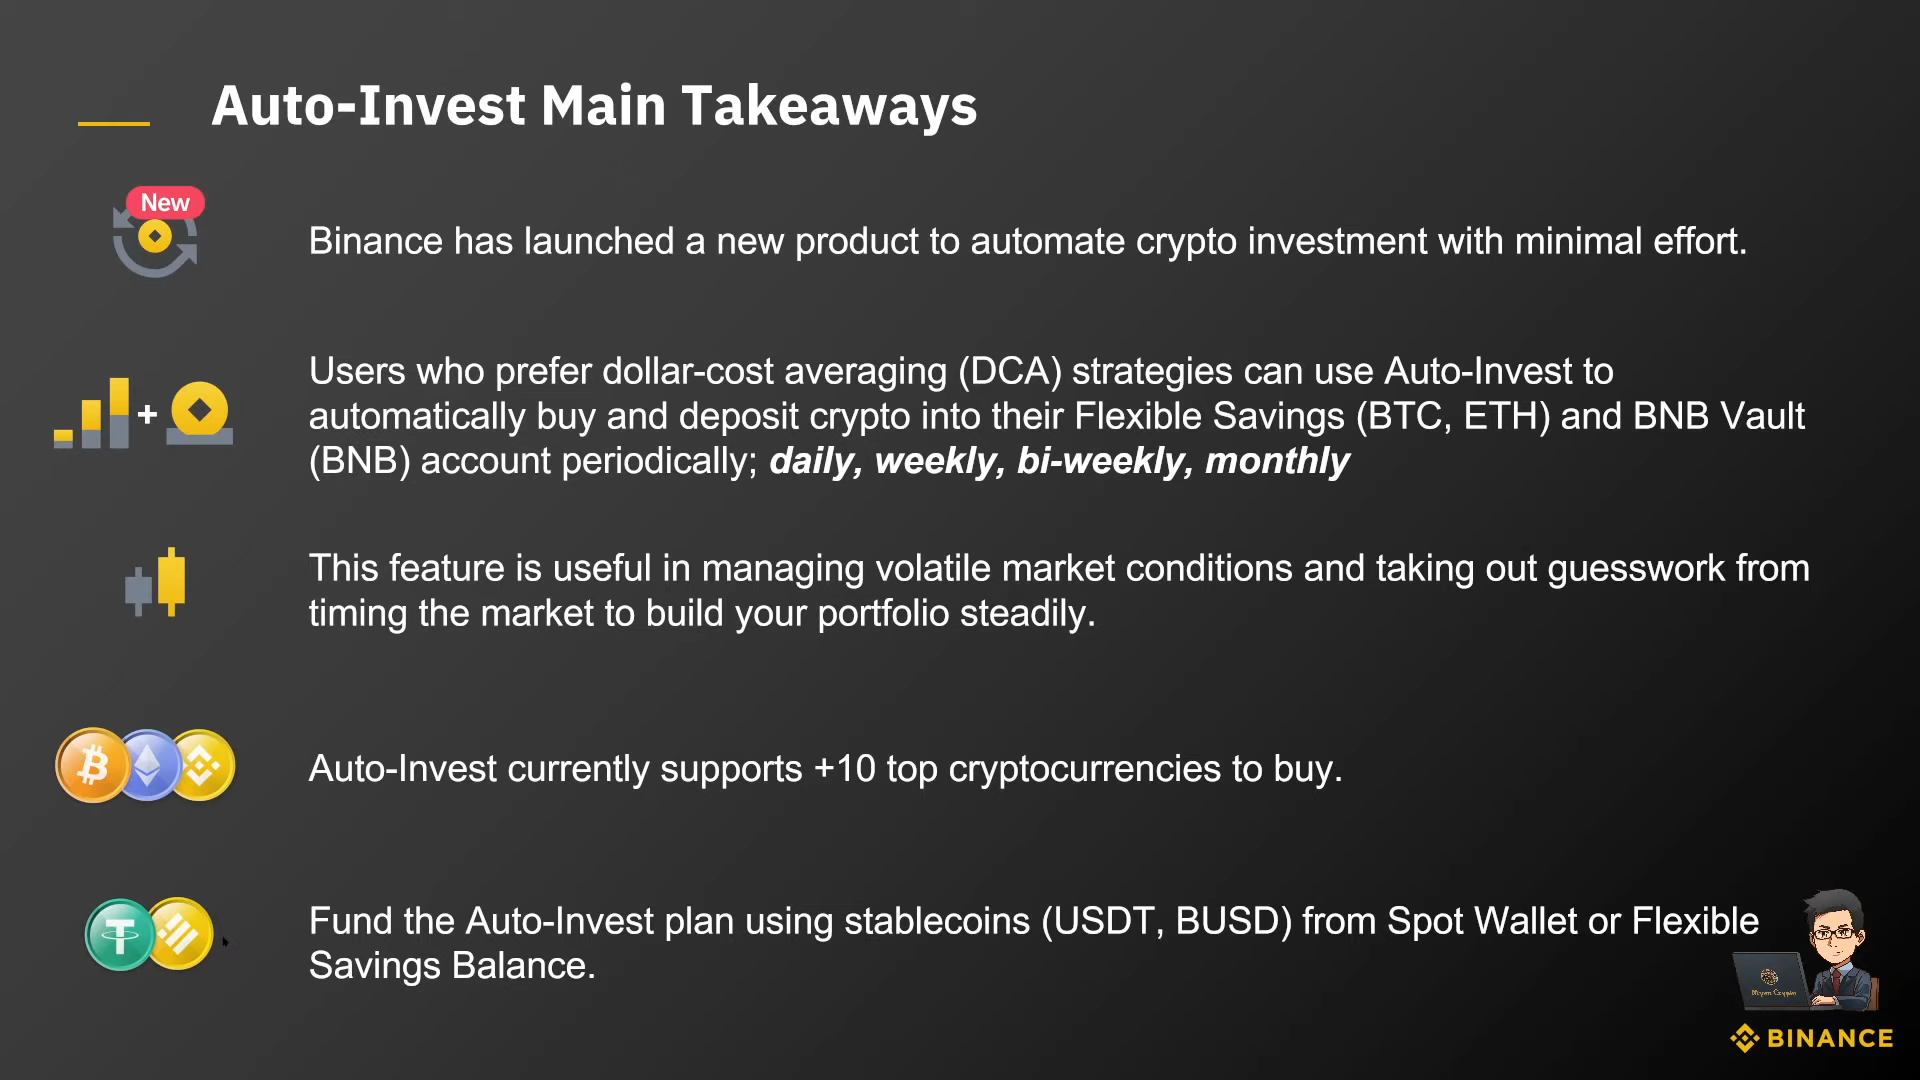 Auto-Invest Main Takeaways
New
Binance has launched a new product to automate crypto investment with minimal effort.
Users who prefer dollar-cost averaging (DCA) strategies can use Auto-Invest to
automatically buy and deposit crypto into their Flexible Savings (BTC, ETH) and BNB Vault
(BNB) account periodically; daily, weekly, bi-weekly, monthly
This feature is useful in managing volatile market conditions and taking out guesswork from
timing the market to build your portfolio steadily.
Auto-Invest currently supports +10 top cryptocurrencies to buy.
Fund the Auto-Invest plan using stablecoins (USDT, BUSD) from Spot Wallet or Flexible
Savings Balance.
BINANCE